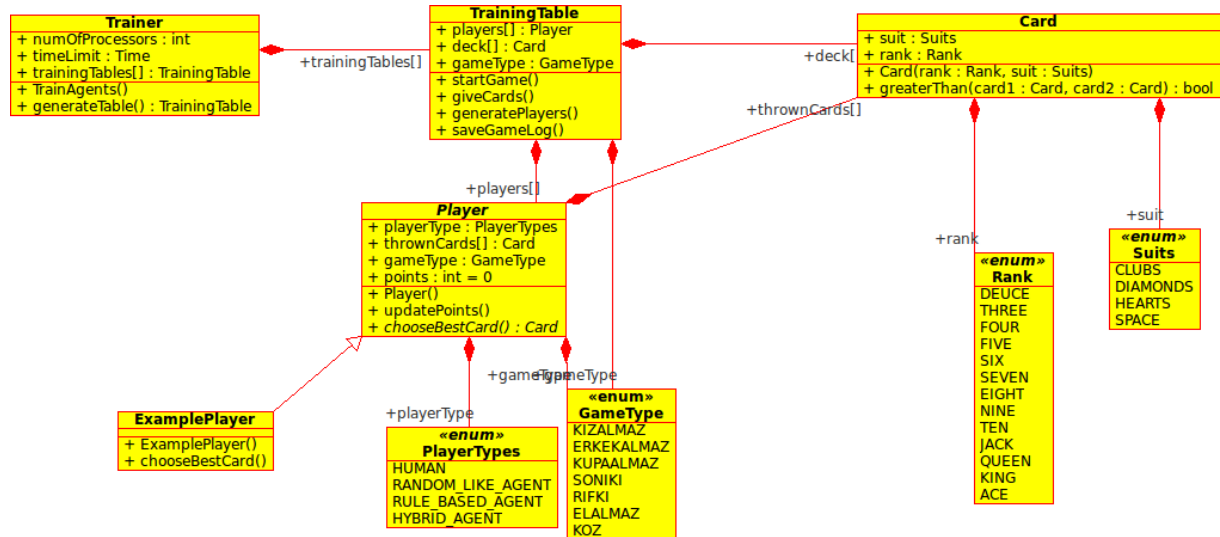 Trainer
+ numOfProcessors : int
+ timeLimit : Time
+ trainingTables[] : TrainingTable
+ TrainAgents()
+ generateTable() : TrainingTable
+trainingTables[]
TrainingTable
+ players[] : Player
+ deck[] : Card
+ gameType : GameType
+ startGame()
+ giveCards()
+ generatePlayers()
+ saveGameLog()
+deck[
Card
+ suit : Suits
+ rank : Rank
+ Card(rank : Rank, suit : Suits)
+ greaterThan(card1 : Card, card2 : Card) : bool
+thrownCards[]
+players[]
Player
+ playerType : PlayerTypes
+ thrownCards[] : Card
+ gameType : GameType
+ points : int = 0
+ Player()
+ updatePoints()
+ chooseBestCard() : Card
+rank
+suit
«enum»
Suits
CLUBS
DIAMONDS
HEARTS
SPACE
«enum»
Rank
DEUCE
THREE
FOUR
FIVE
SIX
SEVEN
EIGHT
NINE
TEN
JACK
QUEEN
KING
ACE
+gameType
+gameType
+playerType
ExamplePlayer
+ ExamplePlayer()
+ chooseBestCard()
«enum»
PlayerTypes
HUMAN
RANDOM_LIKE_AGENT
RULE_BASED_AGENT
HYBRID_AGENT
«enum»
GameType
KIZALMAZ
ERKEKALMAZ
KUPAALMAZ
SONIKI
RIFKI
ELALMAZ
KOZ